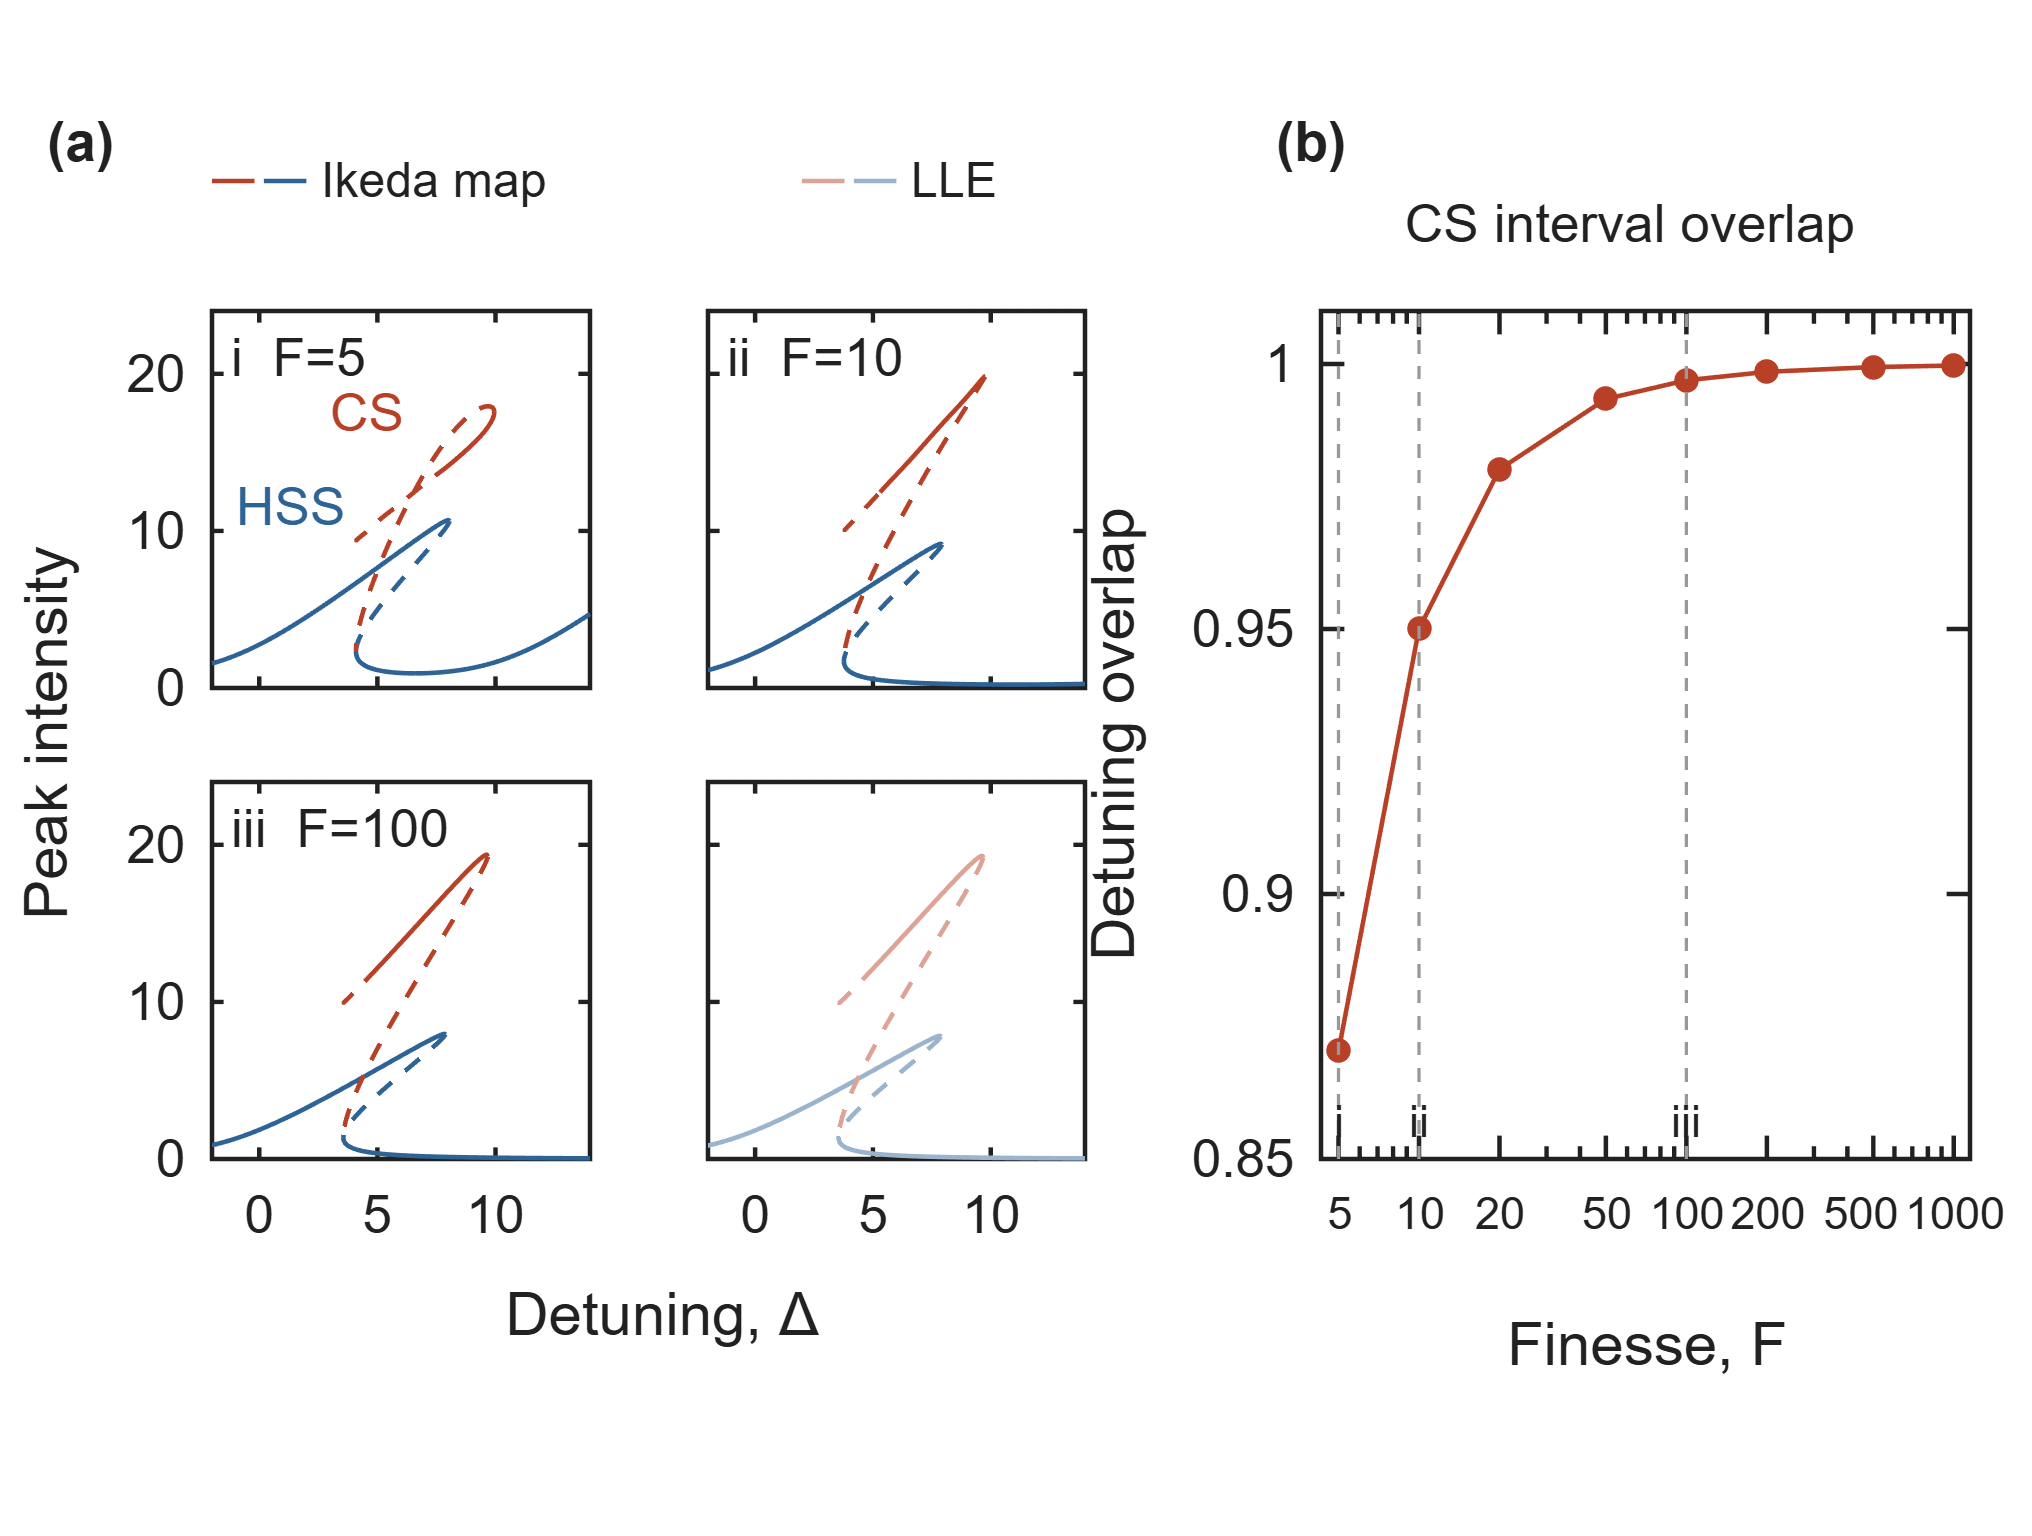 (a)
Ikeda map
LLE
i F=5
CS
HSS
ii F=10
iii F=100
20
10
0
20
10
0
0 5 10
0 5 10
Peak intensity
Detuning, Δ
(b)
CS interval overlap
Detuning overlap
1
0.95
0.9
0.85
i ii iii
5 10 20 50 100 200 500 1000
Finesse, F